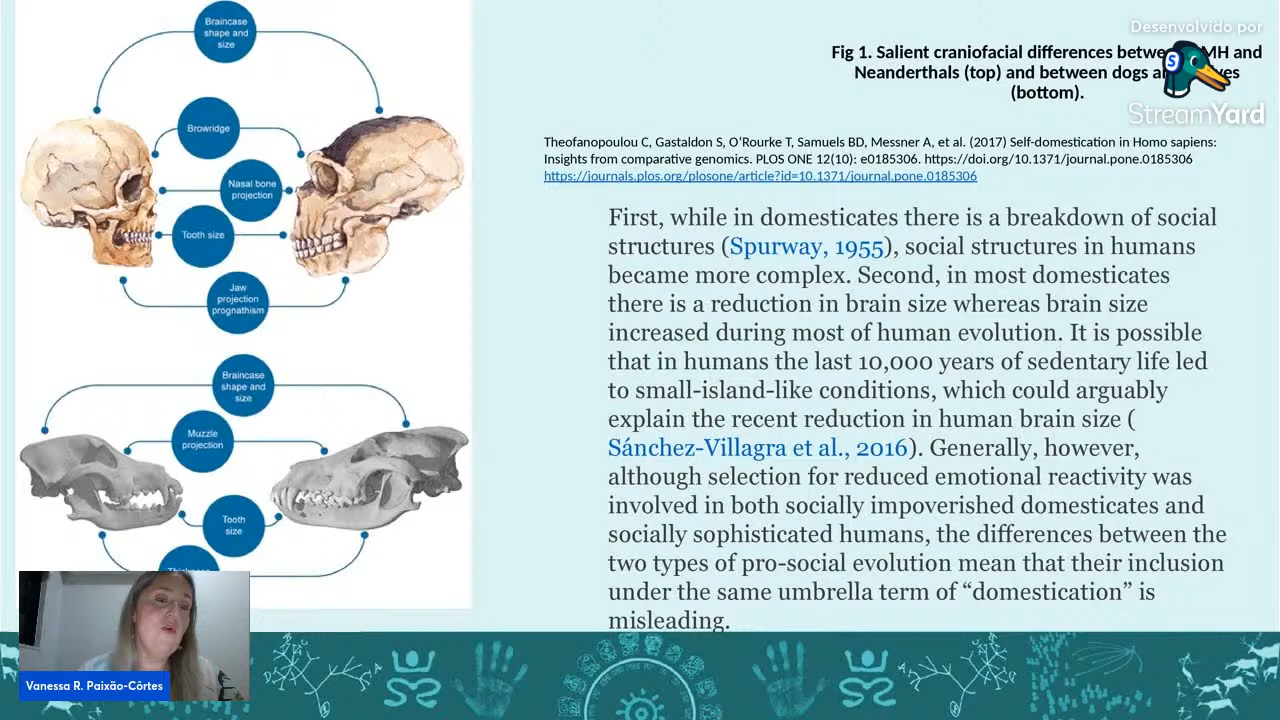 Braincase
shape and
size
Browridge
Nasal bone
projection
Tooth size
Jaw
projection
prognathism
Braincase
shape and
size
Muzzle
projection
Tooth
size
Vanessa R. Paixão-Côrtes
Desenvolvido por
StreamYard
Fig 1. Salient craniofacial differences between MH and
Neanderthals (top) and between dogs
(bottom).
Theofanopoulou C, Gastaldon S, O’Rourke T, Samuels BD, Messner A, et al. (2017) Self-domestication in Homo sapiens:
Insights from comparative genomics. PLOS ONE 12(10): e0185306. https://doi.org/10.1371/journal.pone.0185306
https://journals.plos.org/plosone/article?id=10.1371/journal.pone.0185306
First, while in domesticates there is a breakdown of social
structures (Spurway, 1955), social structures in humans
became more complex. Second, in most domesticates
there is a reduction in brain size whereas brain size
increased during most of human evolution. It is possible
that in humans the last 10,000 years of sedentary life led
to small-island-like conditions, which could arguably
explain the recent reduction in human brain size (
Sánchez-Villagra et al., 2016). Generally, however,
although selection for reduced emotional reactivity was
involved in both socially impoverished domesticates and
socially sophisticated humans, the differences between the
two types of pro-social evolution mean that their inclusion
under the same umbrella term of “domestication” is
misleading.